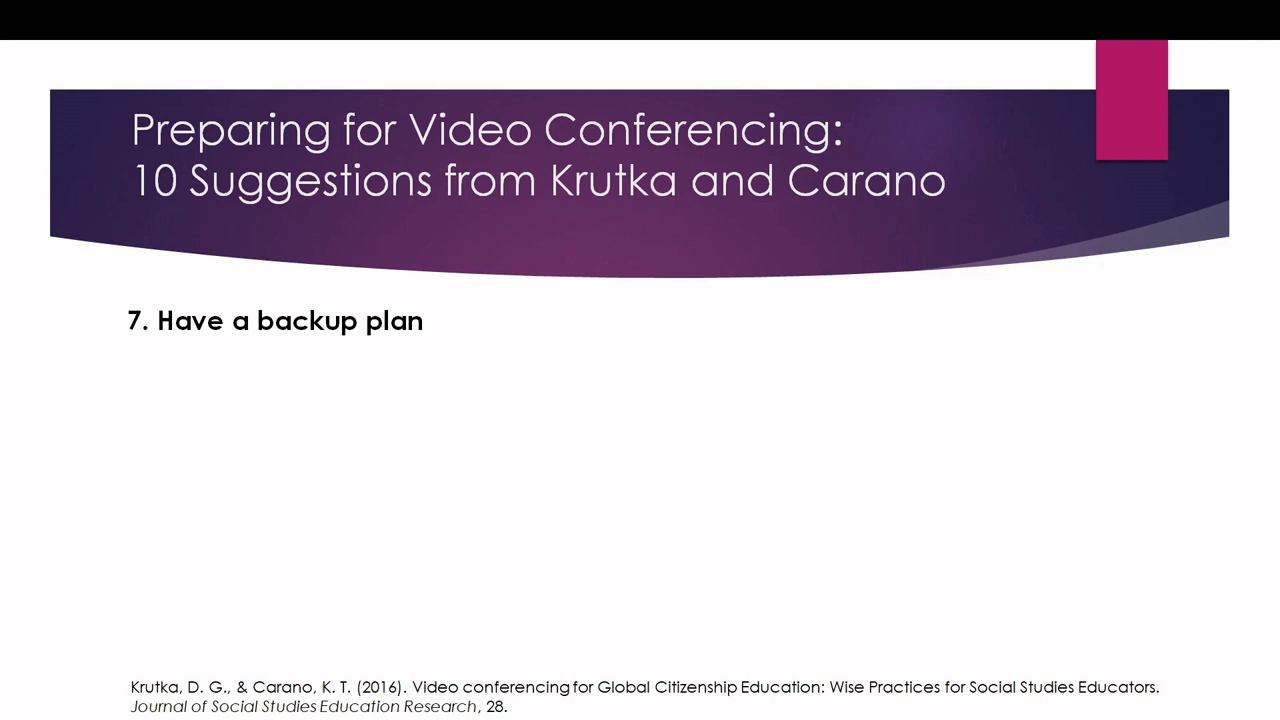 Preparing for Video Conferencing:
10 Suggestions from Krutka and Carano
7. Have a backup plan
Krutka, D. G., & Carano, K. T. (2016). Video conferencing for Global Citizenship Education: Wise Practices for Social Studies Educators.
Journal of Social Studies Education Research, 28.